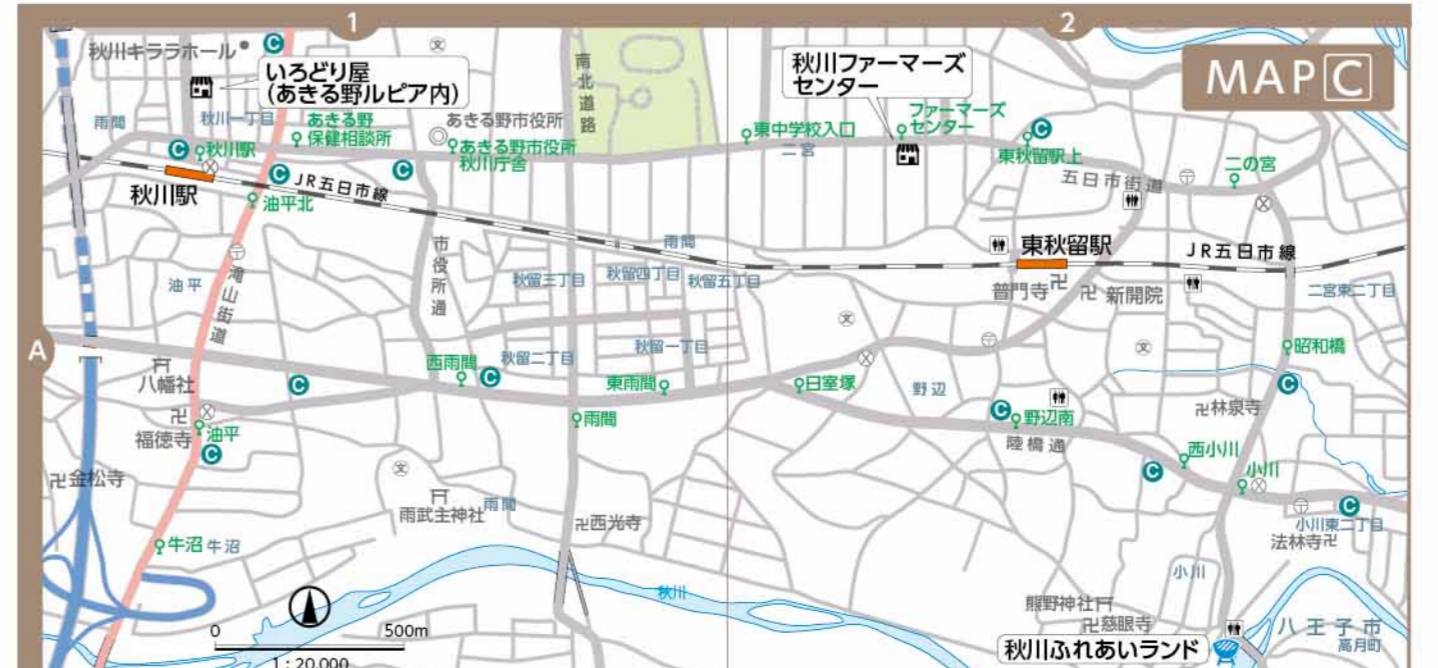 1
2
MAP C
秋川キララホール
いろどり屋
(あきる野ルピア内)
南北道路
秋川ファーマーズ
センター
ファーマーズ
センター
雨間
秋川一丁目
あきる野
保健相談所
あきる野市役所
あきる野市役所
秋川庁舎
東中学校入口
二宮
東秋留駅上
二の宮
五日市街道
C
秋川駅
秋川駅
JR五日市線
油平北
油平
滝山街道
市役所通
雨間
秋留三丁目
秋留四丁目
秋留五丁目
東秋留駅
JR五日市線
普門寺
新開院
二宮東二丁目
A
八幡社
西雨間
秋留二丁目
秋留一丁目
東雨間
日室塚
野辺
昭和橋
林泉寺
福徳寺
油平
雨間
野辺南
陸橋通
西小川
小川
金松寺
雨武主神社
雨間
西光寺
小川東二丁目
法林寺
牛沼
牛沼
秋川
小川
熊野神社
慈眼寺
秋川ふれあいランド
八王子市
高月町
0
500m
1 : 20,000